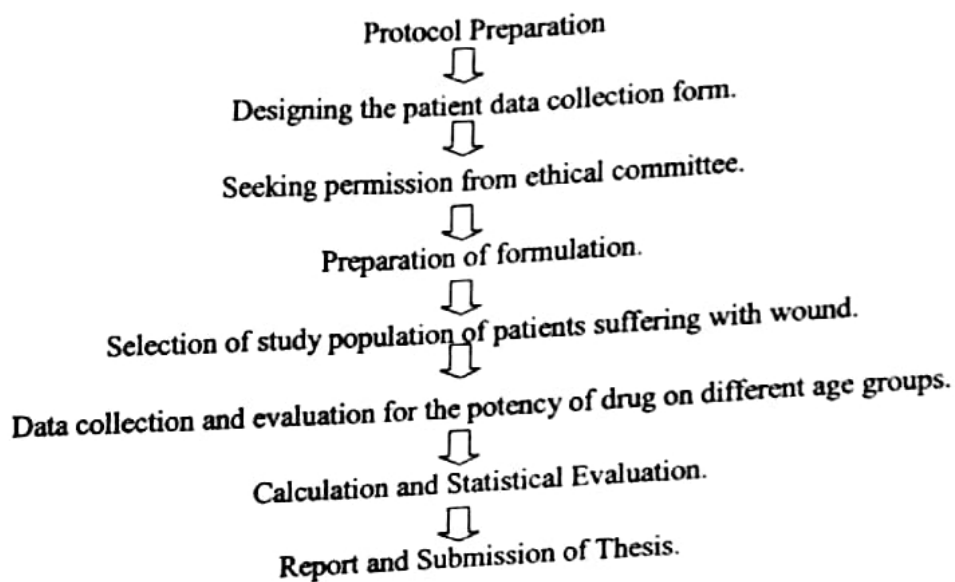 Protocol Preparation
Designing the patient data collection form.
Seeking permission from ethical committee.
Preparation of formulation.
Selection of study population of patients suffering with wound.
Data collection and evaluation for the potency of drug on different age groups.
Calculation and Statistical Evaluation.
Report and Submission of Thesis.